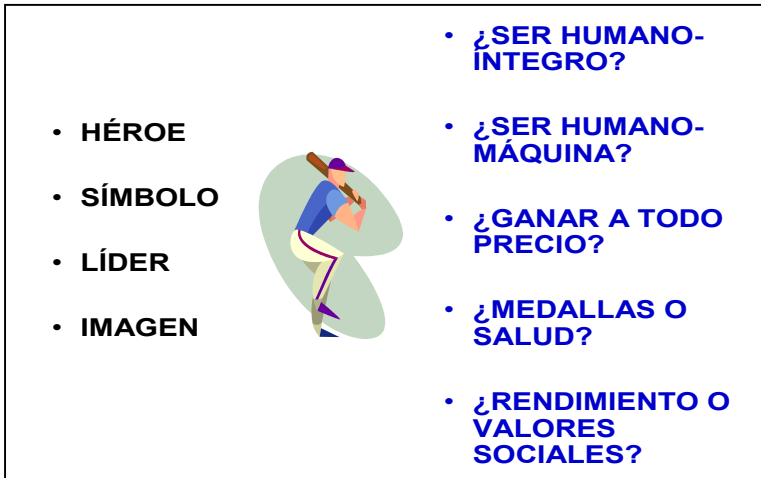 • HÉROE
• SÍMBOLO
• LÍDER
• IMAGEN
• ¿SER HUMANO-
ÍNTEGRO?
• ¿SER HUMANO-
MÁQUINA?
• ¿GANAR A TODO
PRECIO?
• ¿MEDALLAS O
SALUD?
• ¿RENDIMIENTO O
VALORES
SOCIALES?